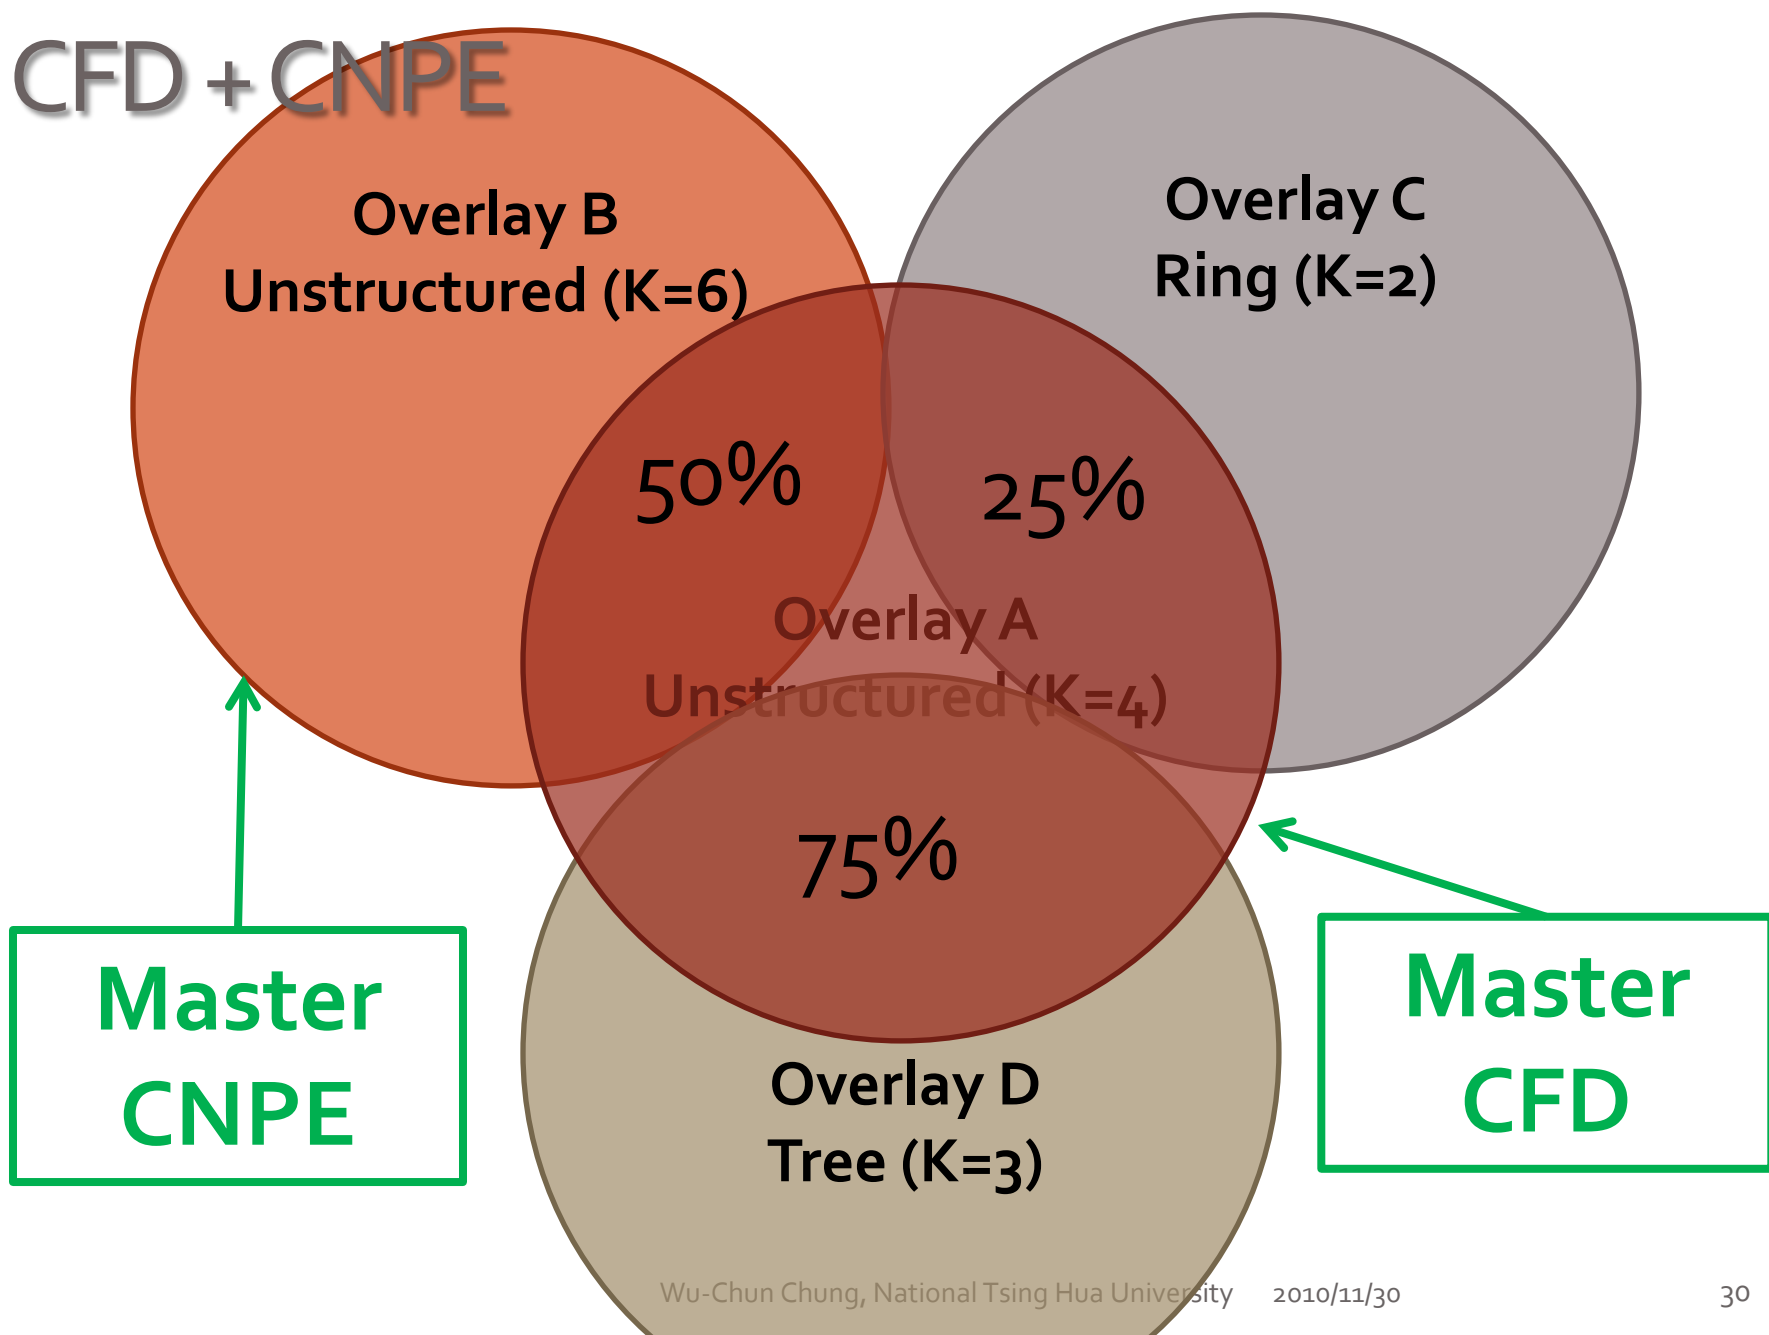 CFD + CNPE
Overlay B
Unstructured (K=6)
Overlay C
Ring (K=2)
50%
25%
Overlay A
Unstructured (K=4)
75%
Master
CNPE
Master
CFD
Overlay D
Tree (K=3)
Wu-Chun Chung, National Tsing Hua University 2010/11/30 30